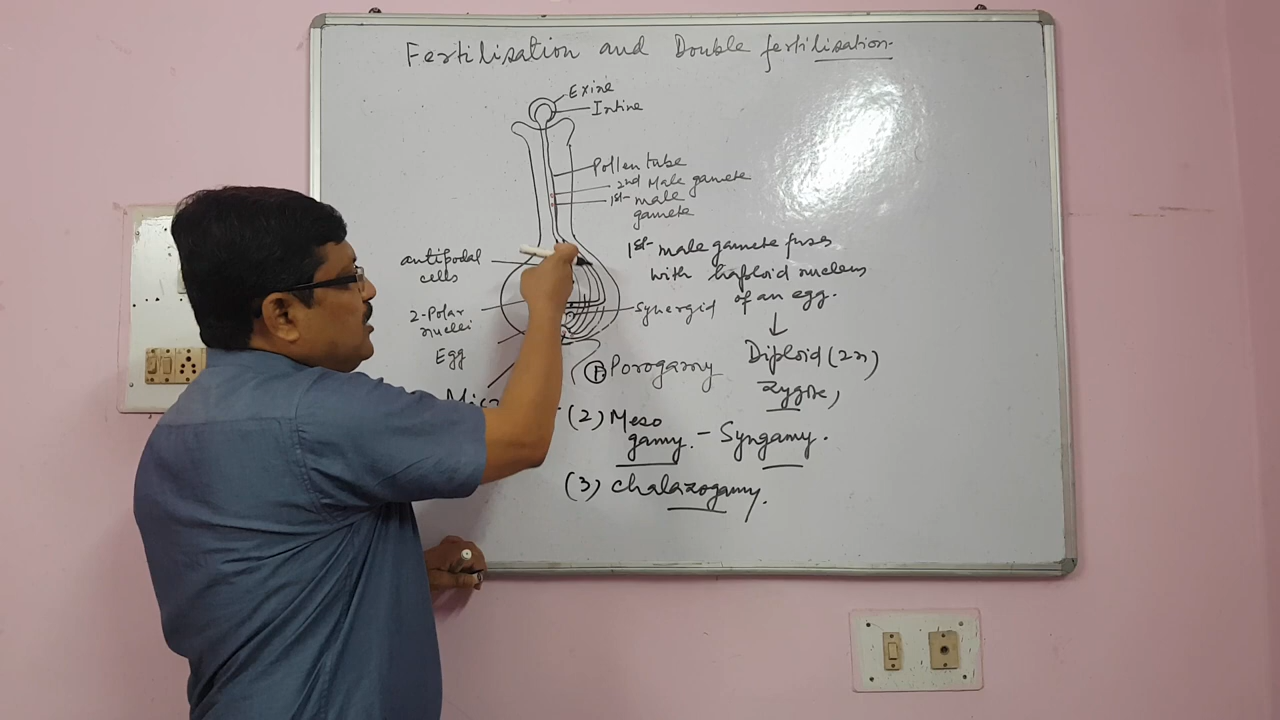 Fertilisation and Double fertilisation.
Exine
Intine
Pollen tube
2nd Male gamete
1st male
gamete
antipodal
cells
2-Polar
nuclei
Egg
Synergid
1st male gamete fuses
with haploid nucleus
of an egg.
↓
Diploid (2n)
zygote,
Porogamy
(2) Meso
gamy. - Syngamy.
(3) Chalazogamy.